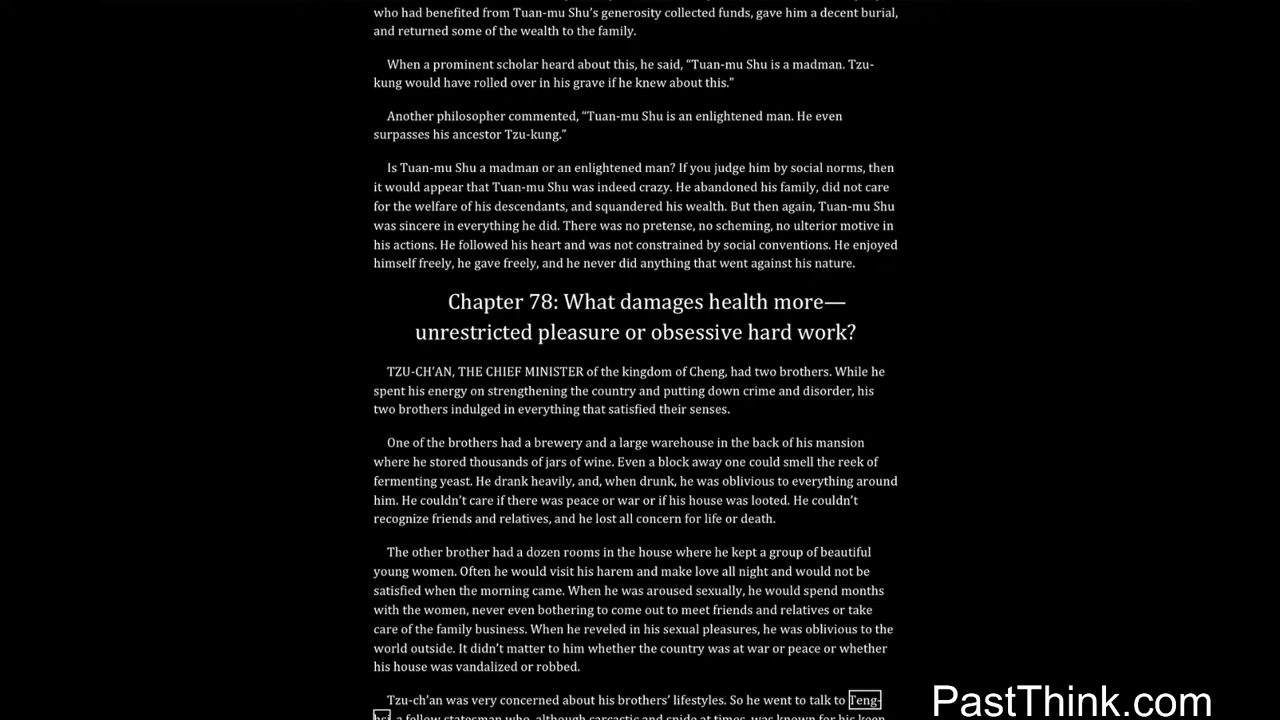 who had benefited from Tuan-mu Shu’s generosity collected funds, gave him a decent burial,
and returned some of the wealth to the family.
When a prominent scholar heard about this, he said, “Tuan-mu Shu is a madman. Tzu-
kung would have rolled over in his grave if he knew about this.”
Another philosopher commented, “Tuan-mu Shu is an enlightened man. He even
surpasses his ancestor Tzu-kung.”
Is Tuan-mu Shu a madman or an enlightened man? If you judge him by social norms, then
it would appear that Tuan-mu Shu was indeed crazy. He abandoned his family, did not care
for the welfare of his descendants, and squandered his wealth. But then again, Tuan-mu Shu
was sincere in everything he did. There was no pretense, no scheming, no ulterior motive in
his actions. He followed his heart and was not constrained by social conventions. He enjoyed
himself freely, he gave freely, and he never did anything that went against his nature.
Chapter 78: What damages health more—
unrestricted pleasure or obsessive hard work?
TZU-CH’AN, THE CHIEF MINISTER of the kingdom of Cheng, had two brothers. While he
spent his energy on strengthening the country and putting down crime and disorder, his
two brothers indulged in everything that satisfied their senses.
One of the brothers had a brewery and a large warehouse in the back of his mansion
where he stored thousands of jars of wine. Even a block away one could smell the reek of
fermenting yeast. He drank heavily, and, when drunk, he was oblivious to everything around
him. He couldn’t care if there was peace or war or if his house was looted. He couldn’t
recognize friends and relatives, and he lost all concern for life or death.
The other brother had a dozen rooms in the house where he kept a group of beautiful
young women. Often he would visit his harem and make love all night and would not be
satisfied when the morning came. When he was aroused sexually, he would spend months
with the women, never even bothering to come out to meet friends and relatives or take
care of the family business. When he reveled in his sexual pleasures, he was oblivious to the
world outside. It didn’t matter to him whether the country was at war or peace or whether
his house was vandalized or robbed.
Tzu-ch’an was very concerned about his brothers’ lifestyles. So he went to talk to Teng-
hsi, a fellow statesman who, although sarcastic and snide at times, was known for his keen
PastThink.com